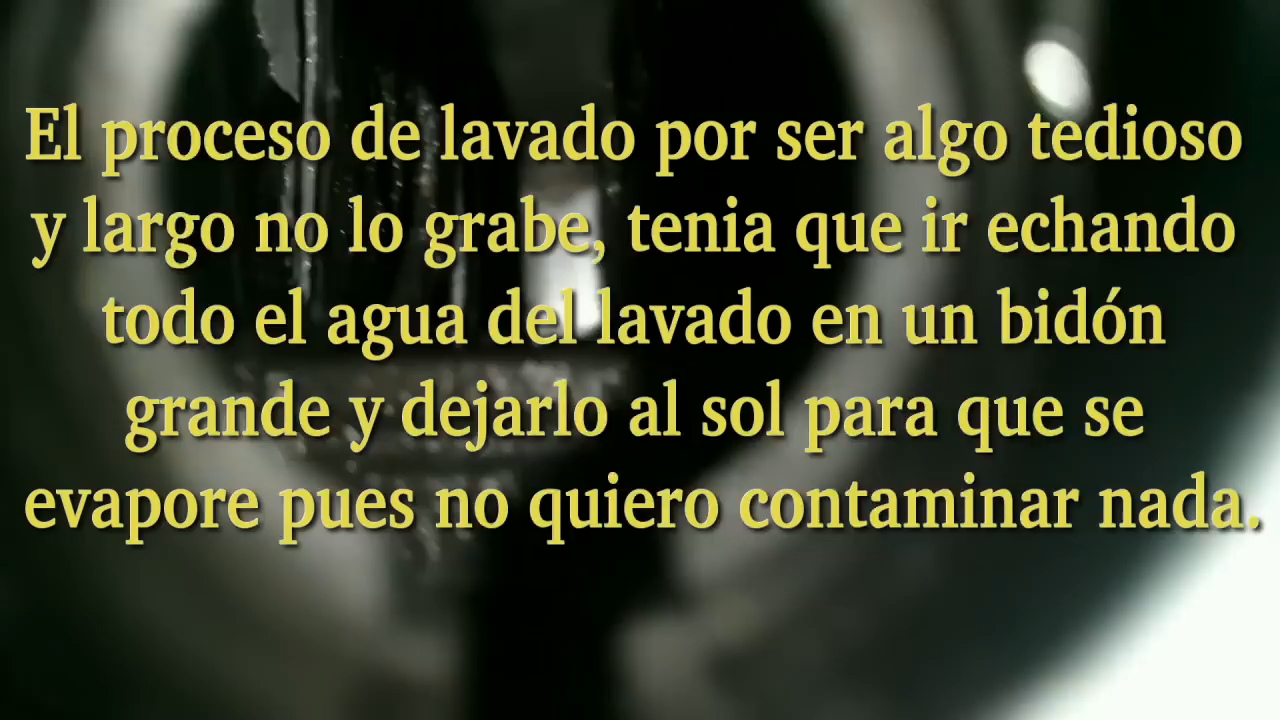 El proceso de lavado por ser algo tedioso
y largo no lo grabe, tenia que ir echando
todo el agua del lavado en un bidón
grande y dejarlo al sol para que se
evapore pues no quiero contaminar nada.